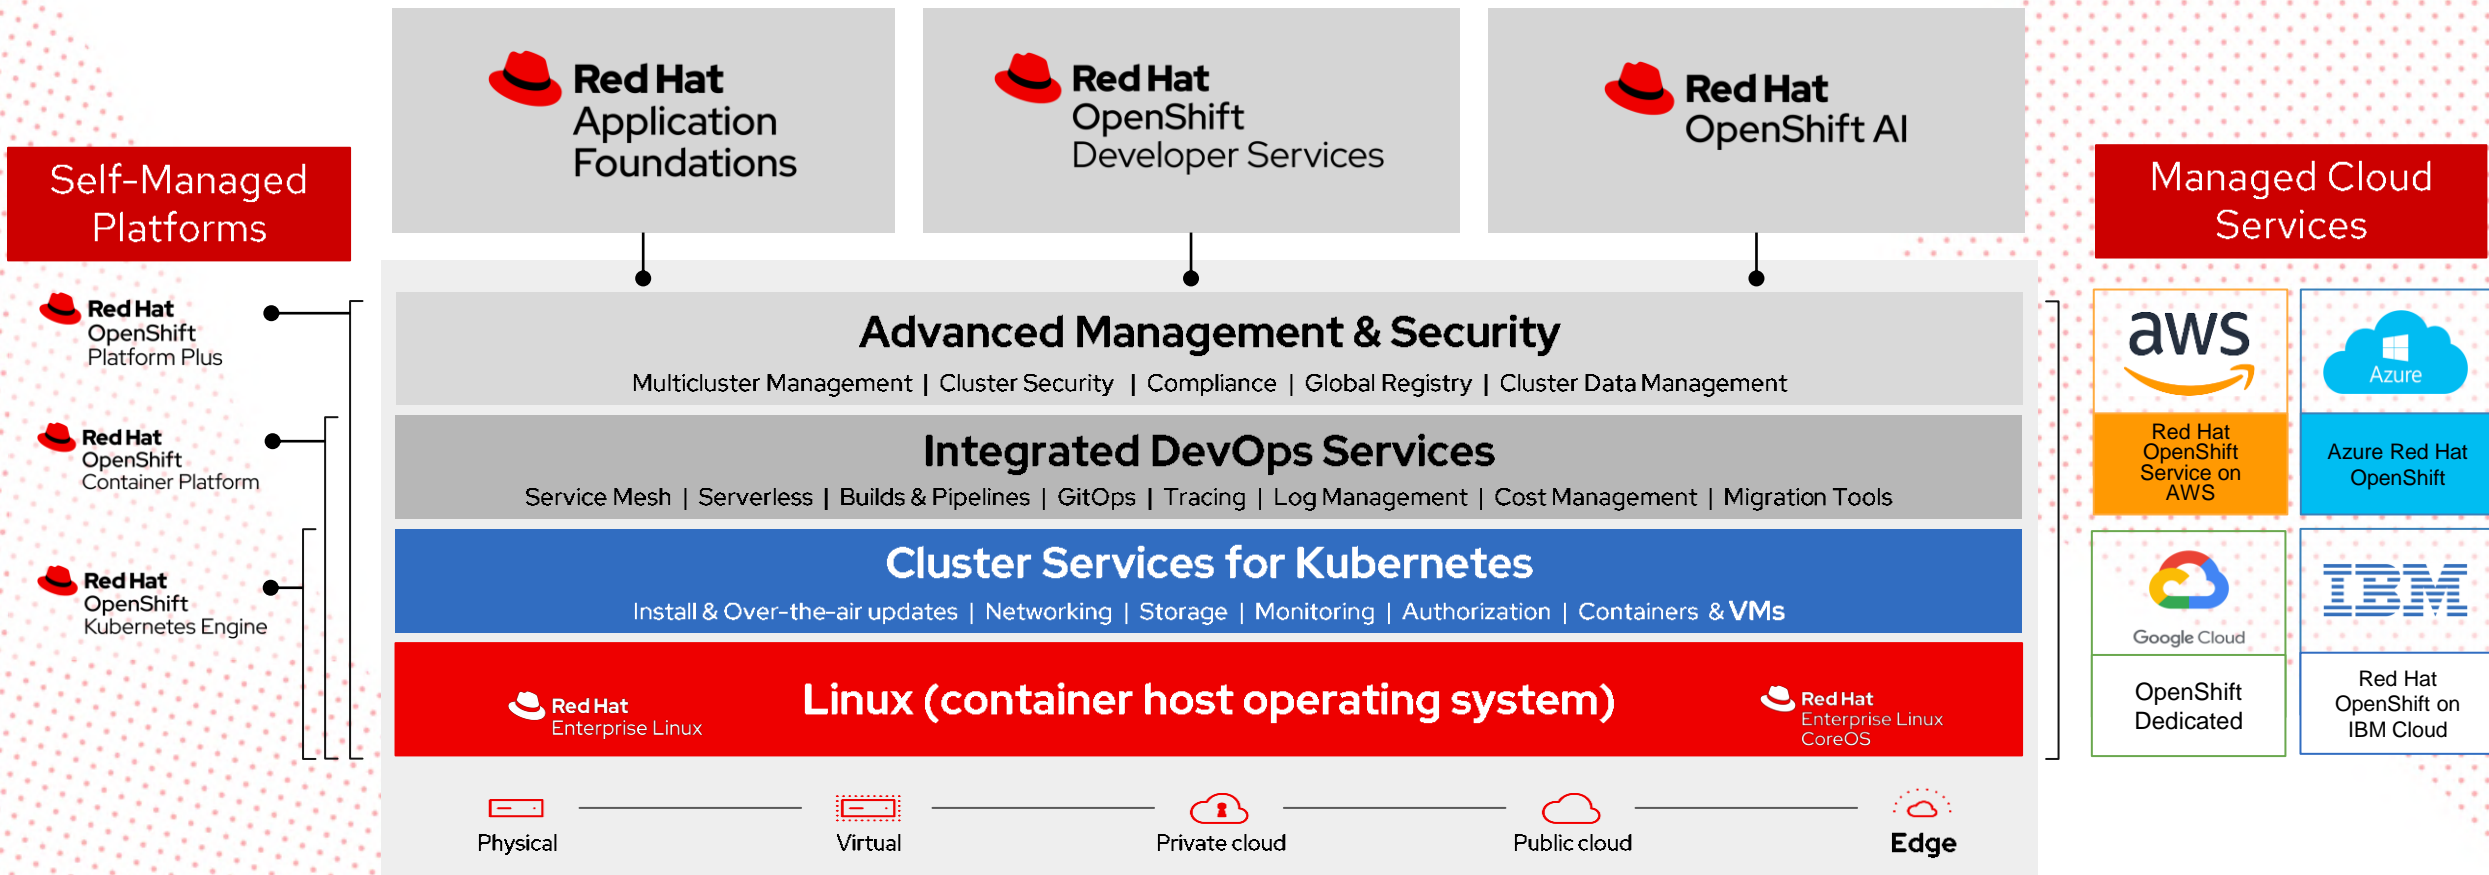 Red Hat
Application
Foundations
Red Hat
OpenShift
Developer Services
Red Hat
OpenShift AI
Self-Managed
Platforms
Red Hat
OpenShift
Platform Plus
Red Hat
OpenShift
Container Platform
Red Hat
OpenShift
Kubernetes Engine
Advanced Management & Security
Multicluster Management | Cluster Security | Compliance | Global Registry | Cluster Data Management
Integrated DevOps Services
Service Mesh | Serverless | Builds & Pipelines | GitOps | Tracing | Log Management | Cost Management | Migration Tools
Cluster Services for Kubernetes
Install & Over-the-air updates | Networking | Storage | Monitoring | Authorization | Containers & VMs
Red Hat
Enterprise Linux
Linux (container host operating system)
Red Hat
Enterprise Linux
CoreOS
Physical
Virtual
Private cloud
Public cloud
Edge
Managed Cloud
Services
aws
Red Hat
OpenShift
Service on
AWS
Azure
Azure Red Hat
OpenShift
Google Cloud
OpenShift
Dedicated
IBM
Red Hat
OpenShift on
IBM Cloud